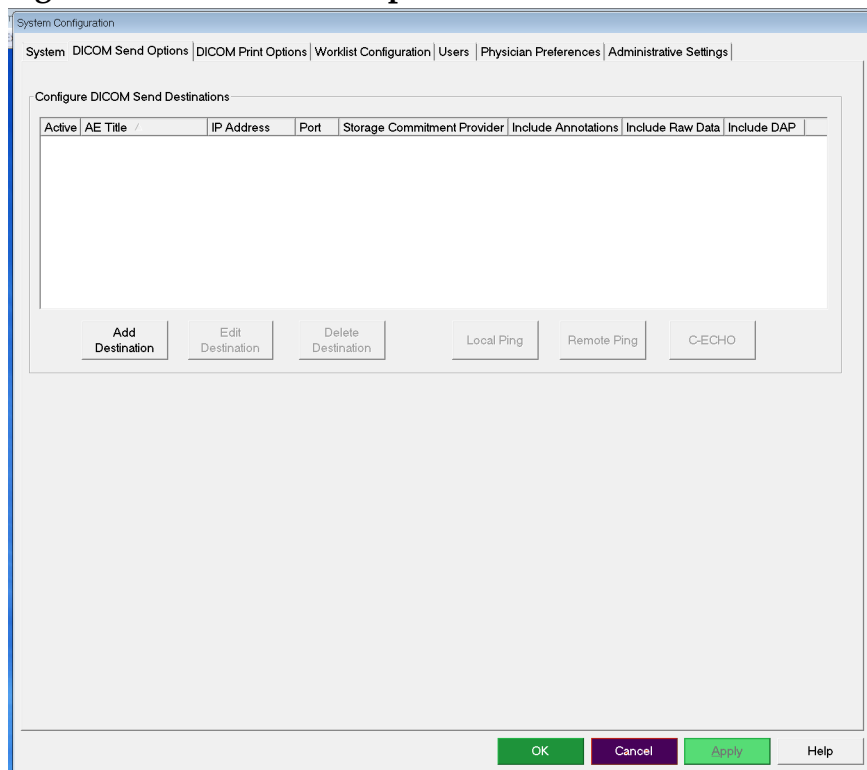 System Configuration
System DICOM Send Options DICOM Print Options Worklist Configuration Users Physician Preferences Administrative Settings
Configure DICOM Send Destinations
Active AE Title IP Address Port Storage Commitment Provider Include Annotations Include Raw Data Include DAP
Add Destination Edit Destination Delete Destination Local Ping Remote Ping C-ECHO
OK Cancel Apply Help